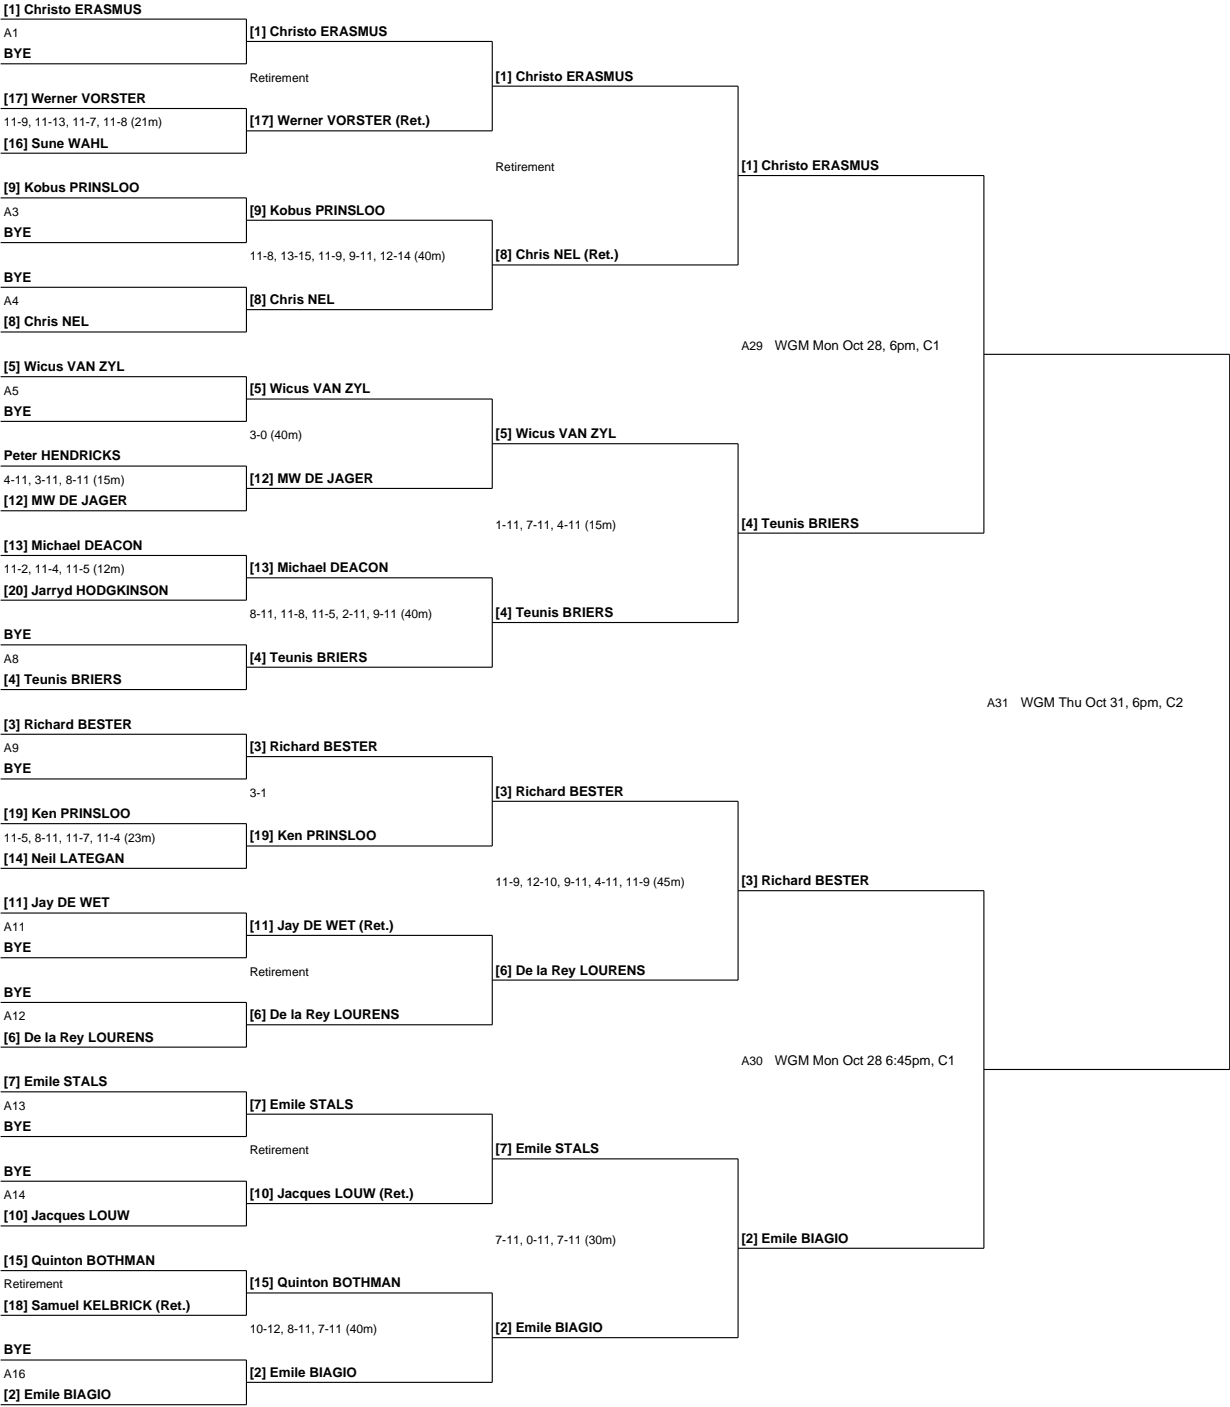 [1] Christo ERASMUS
A1
BYE
[17] Werner VORSTER
11-9, 11-13, 11-7, 11-8 (21m)
[16] Sune WAHL
[9] Kobus PRINSLOO
A3
BYE
BYE
A4
[8] Chris NEL
[5] Wicus VAN ZYL
A5
BYE
Peter HENDRICKS
4-11, 3-11, 8-11 (15m)
[12] MW DE JAGER
[13] Michael DEACON
11-2, 11-4, 11-5 (12m)
[20] Jarryd HODGKINSON
BYE
A8
[4] Teunis BRIERS
[3] Richard BESTER
A9
BYE
[19] Ken PRINSLOO
11-5, 8-11, 11-7, 11-4 (23m)
[14] Neil LATEGAN
[11] Jay DE WET
A11
BYE
BYE
A12
[6] De la Rey LOURENS
[7] Emile STALS
A13
BYE
BYE
A14
[10] Jacques LOUW
[15] Quinton BOTHMAN
Retirement
[18] Samuel KELBRICK (Ret.)
BYE
A16
[2] Emile BIAGIO
[1] Christo ERASMUS
Retirement
[17] Werner VORSTER (Ret.)
[9] Kobus PRINSLOO
11-8, 13-15, 11-9, 9-11, 12-14 (40m)
[8] Chris NEL
[5] Wicus VAN ZYL
3-0 (40m)
[12] MW DE JAGER
[13] Michael DEACON
8-11, 11-8, 11-5, 2-11, 9-11 (40m)
[4] Teunis BRIERS
[3] Richard BESTER
3-1
[19] Ken PRINSLOO
[11] Jay DE WET (Ret.)
Retirement
[6] De la Rey LOURENS
[7] Emile STALS
Retirement
[10] Jacques LOUW (Ret.)
[15] Quinton BOTHMAN
10-12, 8-11, 7-11 (40m)
[2] Emile BIAGIO
[1] Christo ERASMUS
Retirement
[8] Chris NEL (Ret.)
[5] Wicus VAN ZYL
1-11, 7-11, 4-11 (15m)
[4] Teunis BRIERS
[3] Richard BESTER
11-9, 12-10, 9-11, 4-11, 11-9 (45m)
[6] De la Rey LOURENS
[7] Emile STALS
7-11, 0-11, 7-11 (30m)
[2] Emile BIAGIO
[1] Christo ERASMUS
A29 WGM Mon Oct 28, 6pm, C1
[4] Teunis BRIERS
[3] Richard BESTER
A30 WGM Mon Oct 28 6:45pm, C1
[2] Emile BIAGIO
A31 WGM Thu Oct 31, 6pm, C2